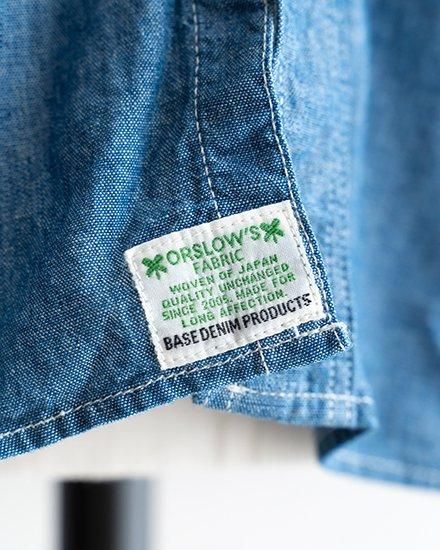 ORSLOW'S
FABRIC
WOVEN OF JAPAN
QUALITY UNCHANGED
SINCE 2005. MADE FOR
LONG AFFECTION.
BASE DENIM PRODUCTS